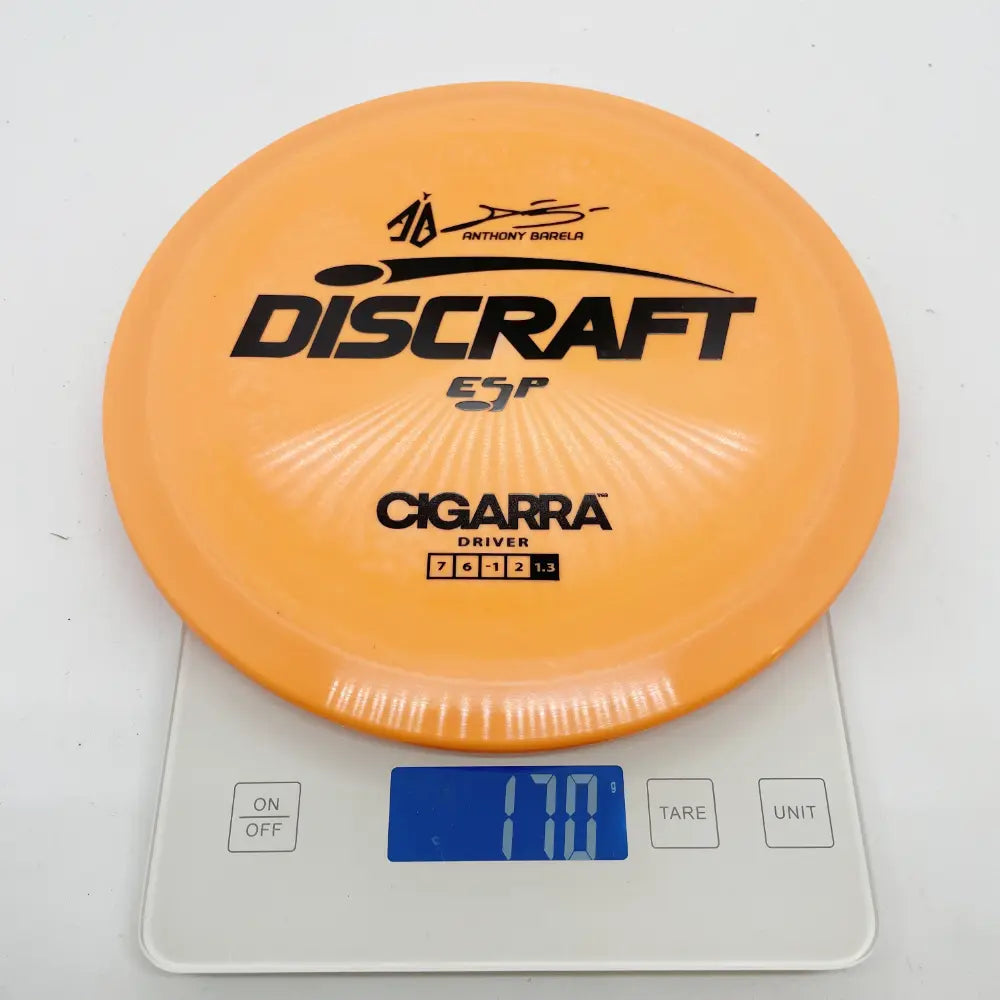 AB
ANTHONY BARELA
DISCRAFT
ESP
CIGARRA
DRIVER
7 6 -1 2 1.3
170 g
ON
OFF
TARE
UNIT